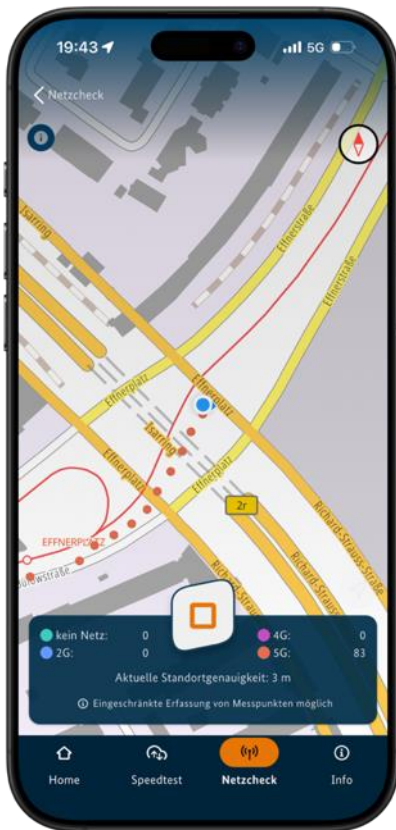 19:43
5G
Netzcheck
Isarring
Effnerstraße
Effnerstraße
Effnerplatz
Effnerplatz
Isarring
Effnerplatz
Effnerplatz
2r
EFFNERPLATZ
Richard-Strauss-Straße
Richard-Strauss-Straße
kein Netz: 0 4G: 0
2G: 0 5G: 83
Aktuelle Standortgenauigkeit: 3 m
Eingeschränkte Erfassung von Messpunkten möglich
Home Speedtest Netzcheck Info